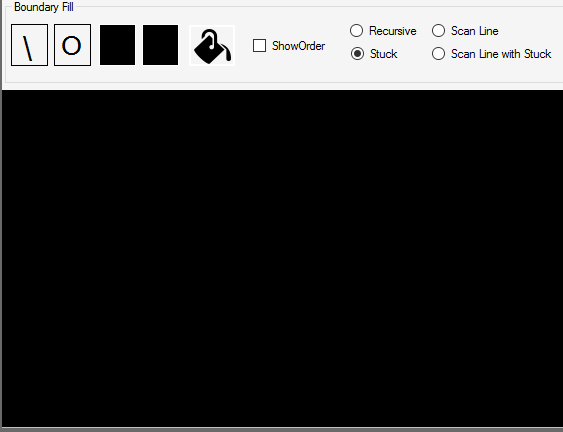 Boundary Fill
\ O ShowOrder
Recursive Scan Line
Stuck Scan Line with Stuck